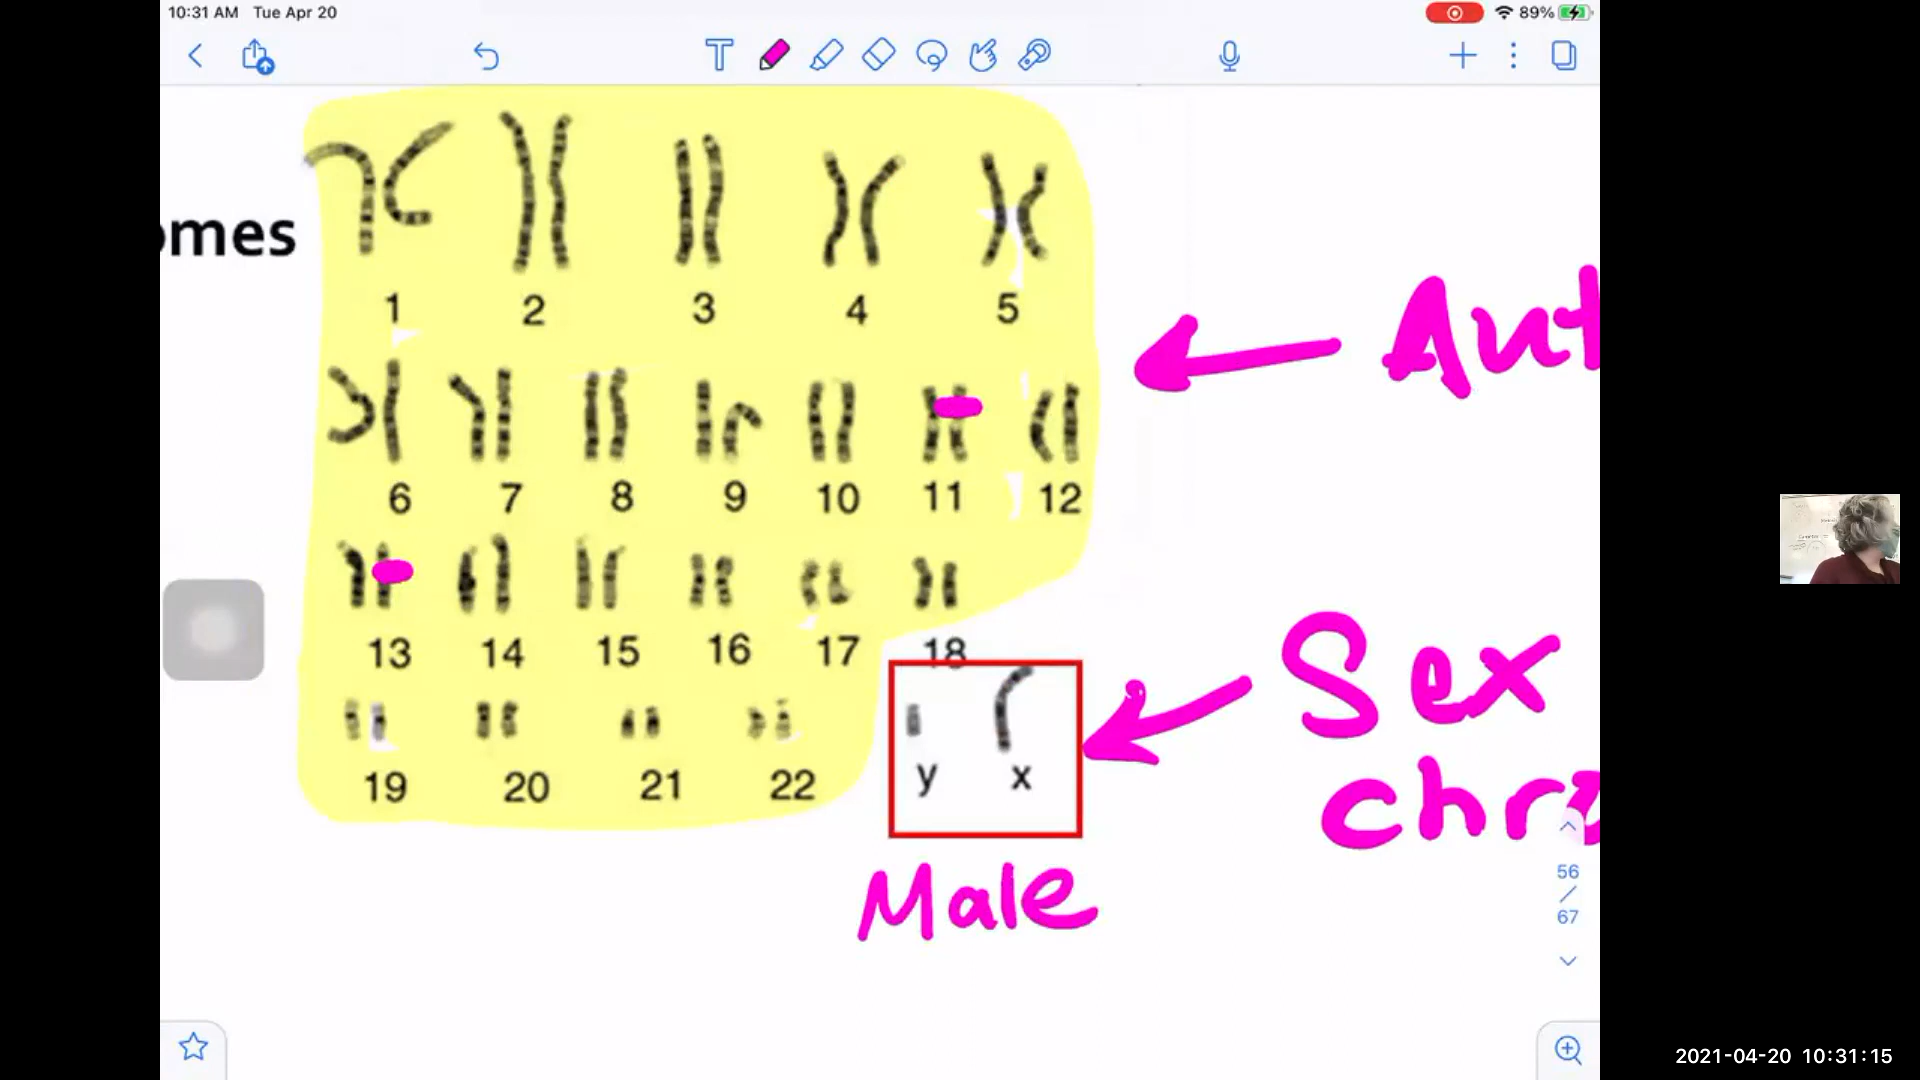 10:31 AM Tue Apr 20
89%
T
omes
1 2 3 4 5
Aut
6 7 8 9 10 11 12
13 14 15 16 17 18
Sex
chro
y x
19 20 21 22
Male
56
/
67
2021-04-20 10:31:15